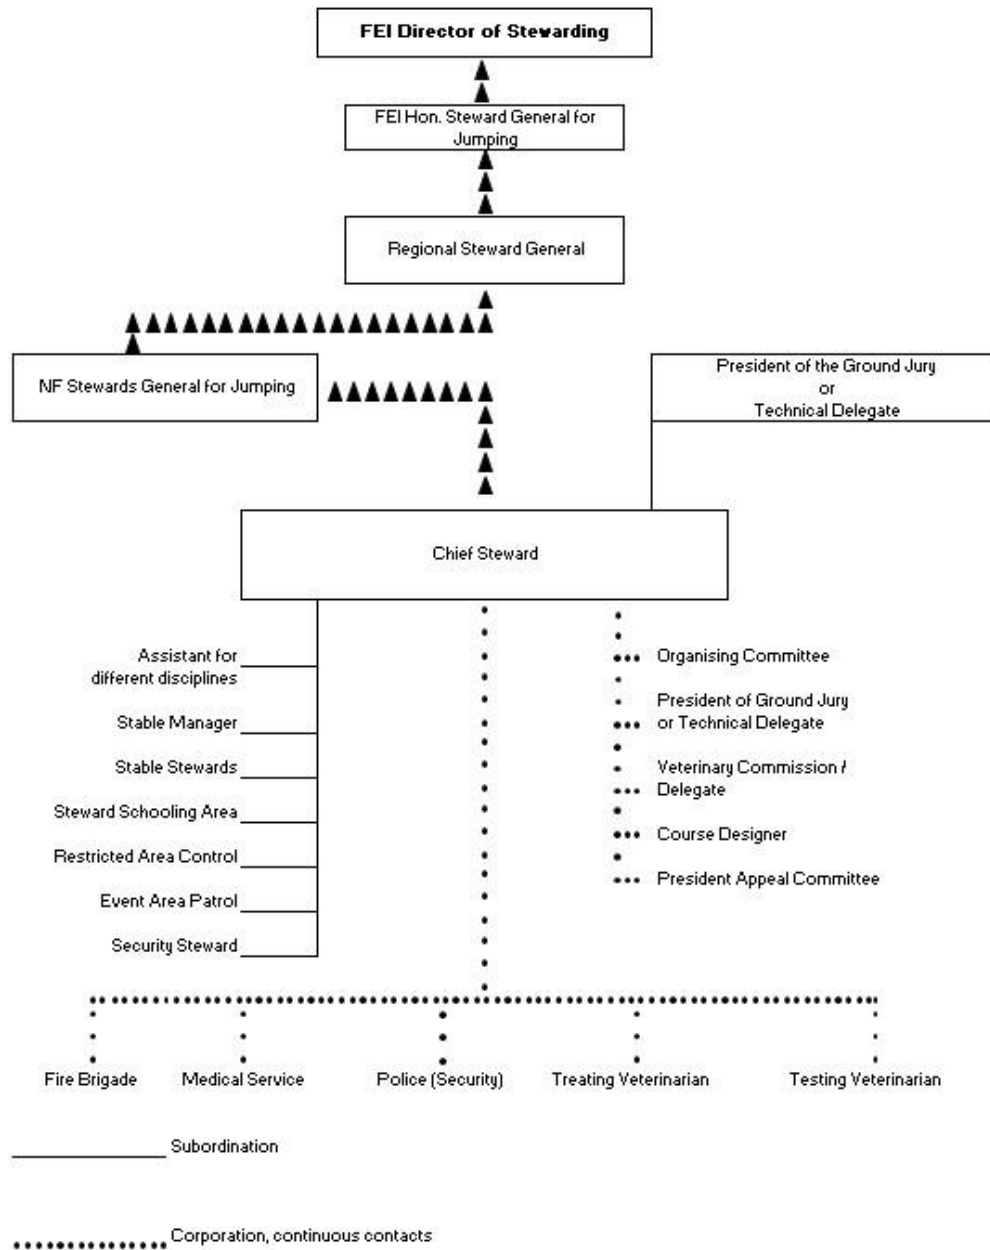 FEI Director of Stewarding
FEI Hon. Steward General for
Jumping
Regional Steward General
NF Stewards General for Jumping
President of the Ground Jury
or
Technical Delegate
Chief Steward
Assistant for
different disciplines
Stable Manager
Stable Stewards
Steward Schooling Area
Restricted Area Control
Event Area Patrol
Security Steward
Organising Committee
President of Ground Jury
or Technical Delegate
Veterinary Commission /
Delegate
Course Designer
President Appeal Committee
Fire Brigade
Medical Service
Police (Security)
Treating Veterinarian
Testing Veterinarian
Subordination
Corporation, continuous contacts